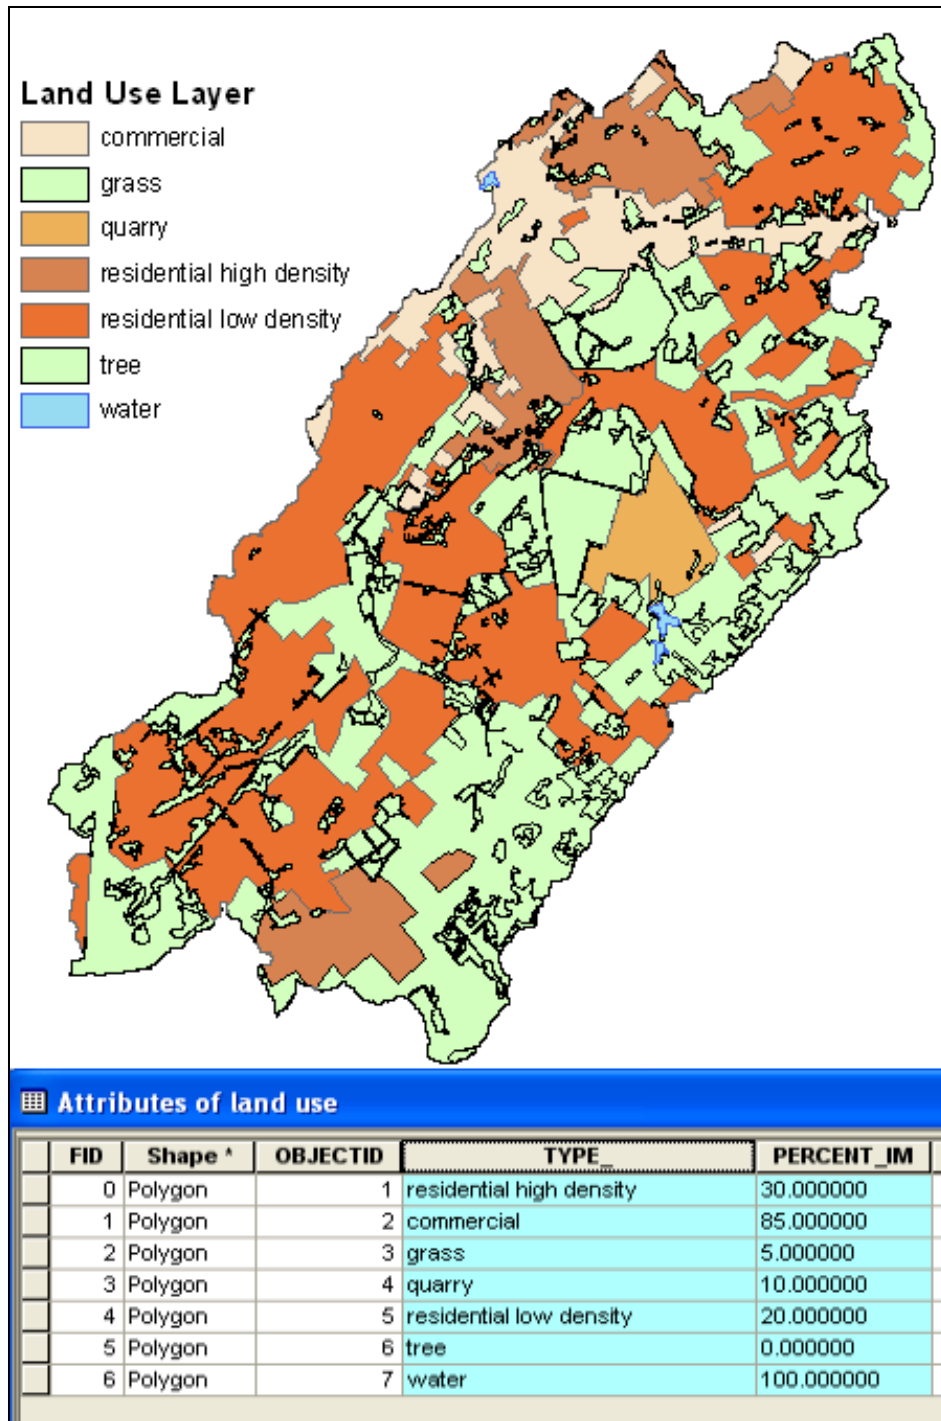 Land Use Layer
commercial
grass
quarry
residential high density
residential low density
tree
water
Attributes of land use
FID Shape * OBJECTID TYPE_ PERCENT_IM
0 Polygon 1 residential high density 30.000000
1 Polygon 2 commercial 85.000000
2 Polygon 3 grass 5.000000
3 Polygon 4 quarry 10.000000
4 Polygon 5 residential low density 20.000000
5 Polygon 6 tree 0.000000
6 Polygon 7 water 100.000000